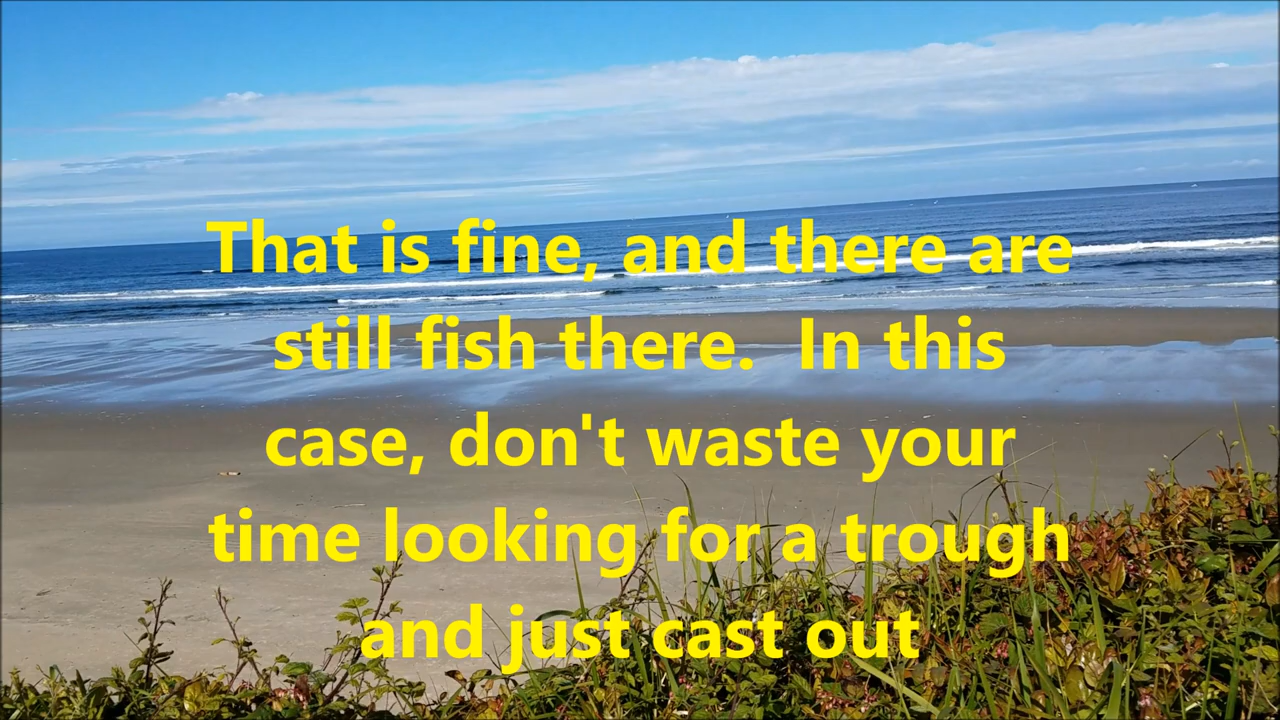 That is fine, and there are
still fish there.  In this
case, don't waste your
time looking for a trough
and just cast out